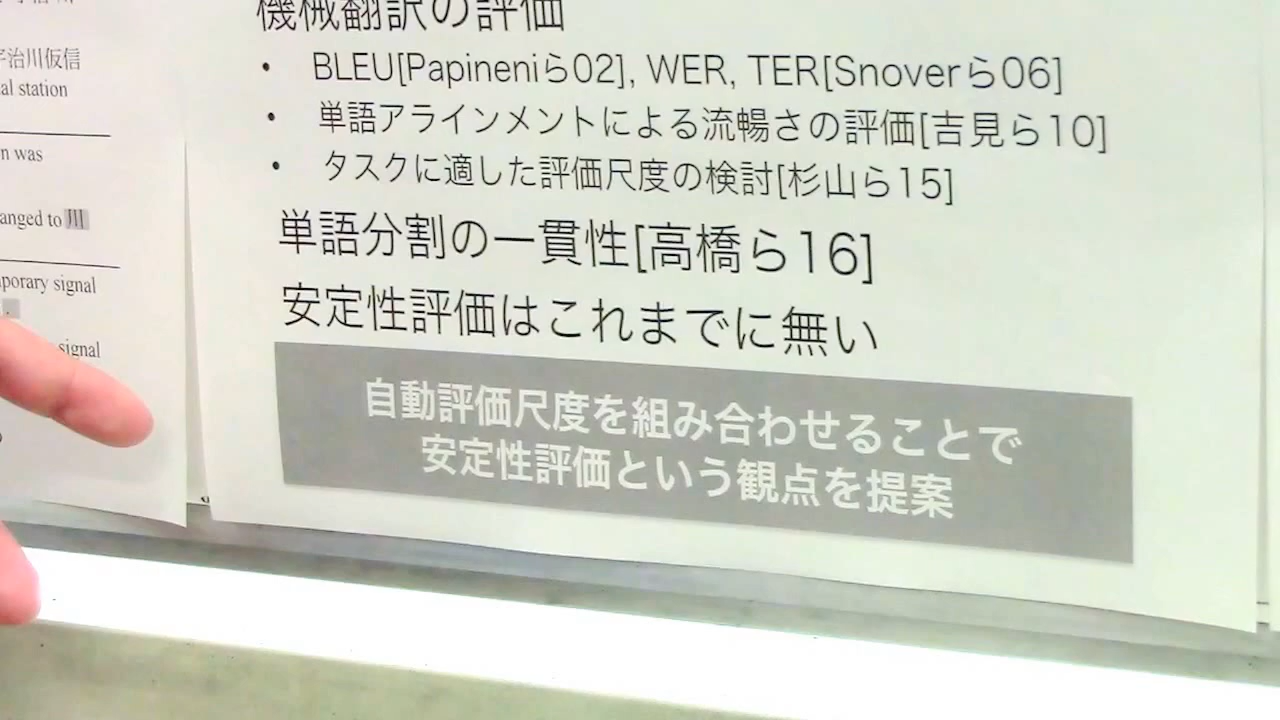 宇治川仮信
al station
n was
anged to 川
porary signal
signal
機械翻訳の評価
• BLEU[Papineniら02], WER, TER[Snoverら06]
• 単語アラインメントによる流暢さの評価[吉見ら10]
• タスクに適した評価尺度の検討[杉山ら15]
単語分割の一貫性[高橋ら16]
安定性評価はこれまでに無い
自動評価尺度を組み合わせることで
安定性評価という観点を提案